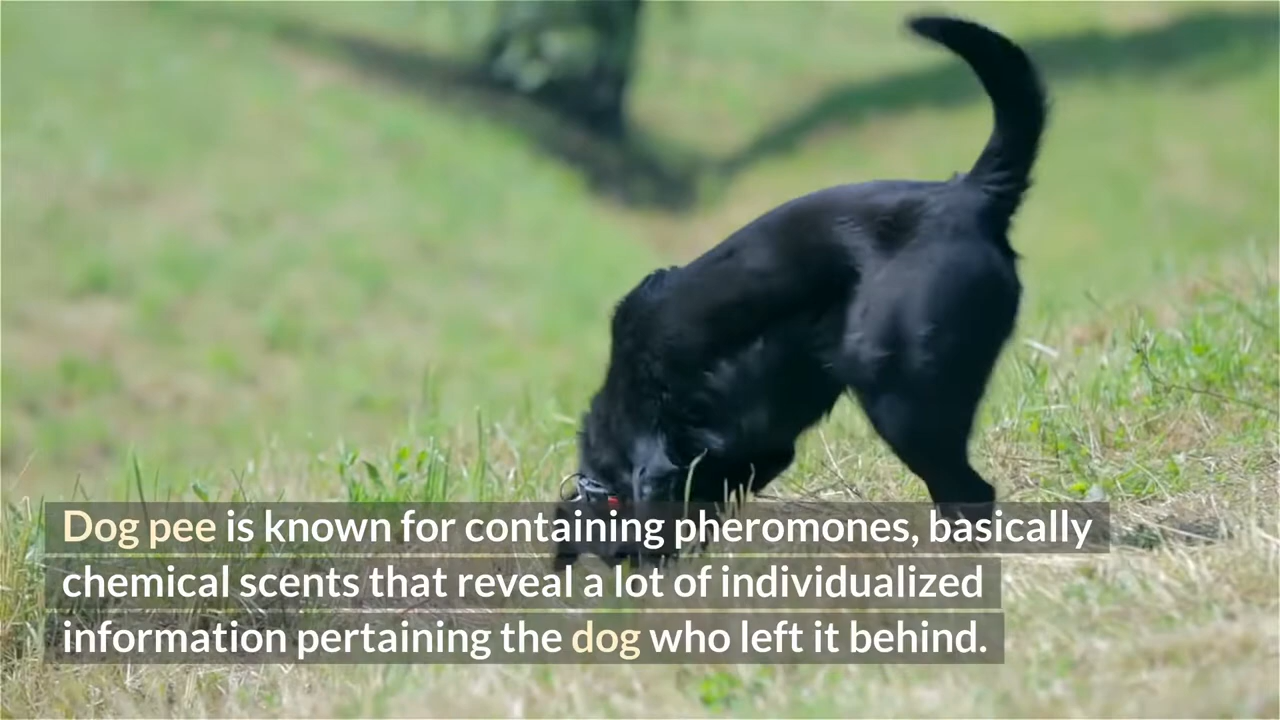 Dog pee is known for containing pheromones, basically
chemical scents that reveal a lot of individualized
information pertaining the dog who left it behind.